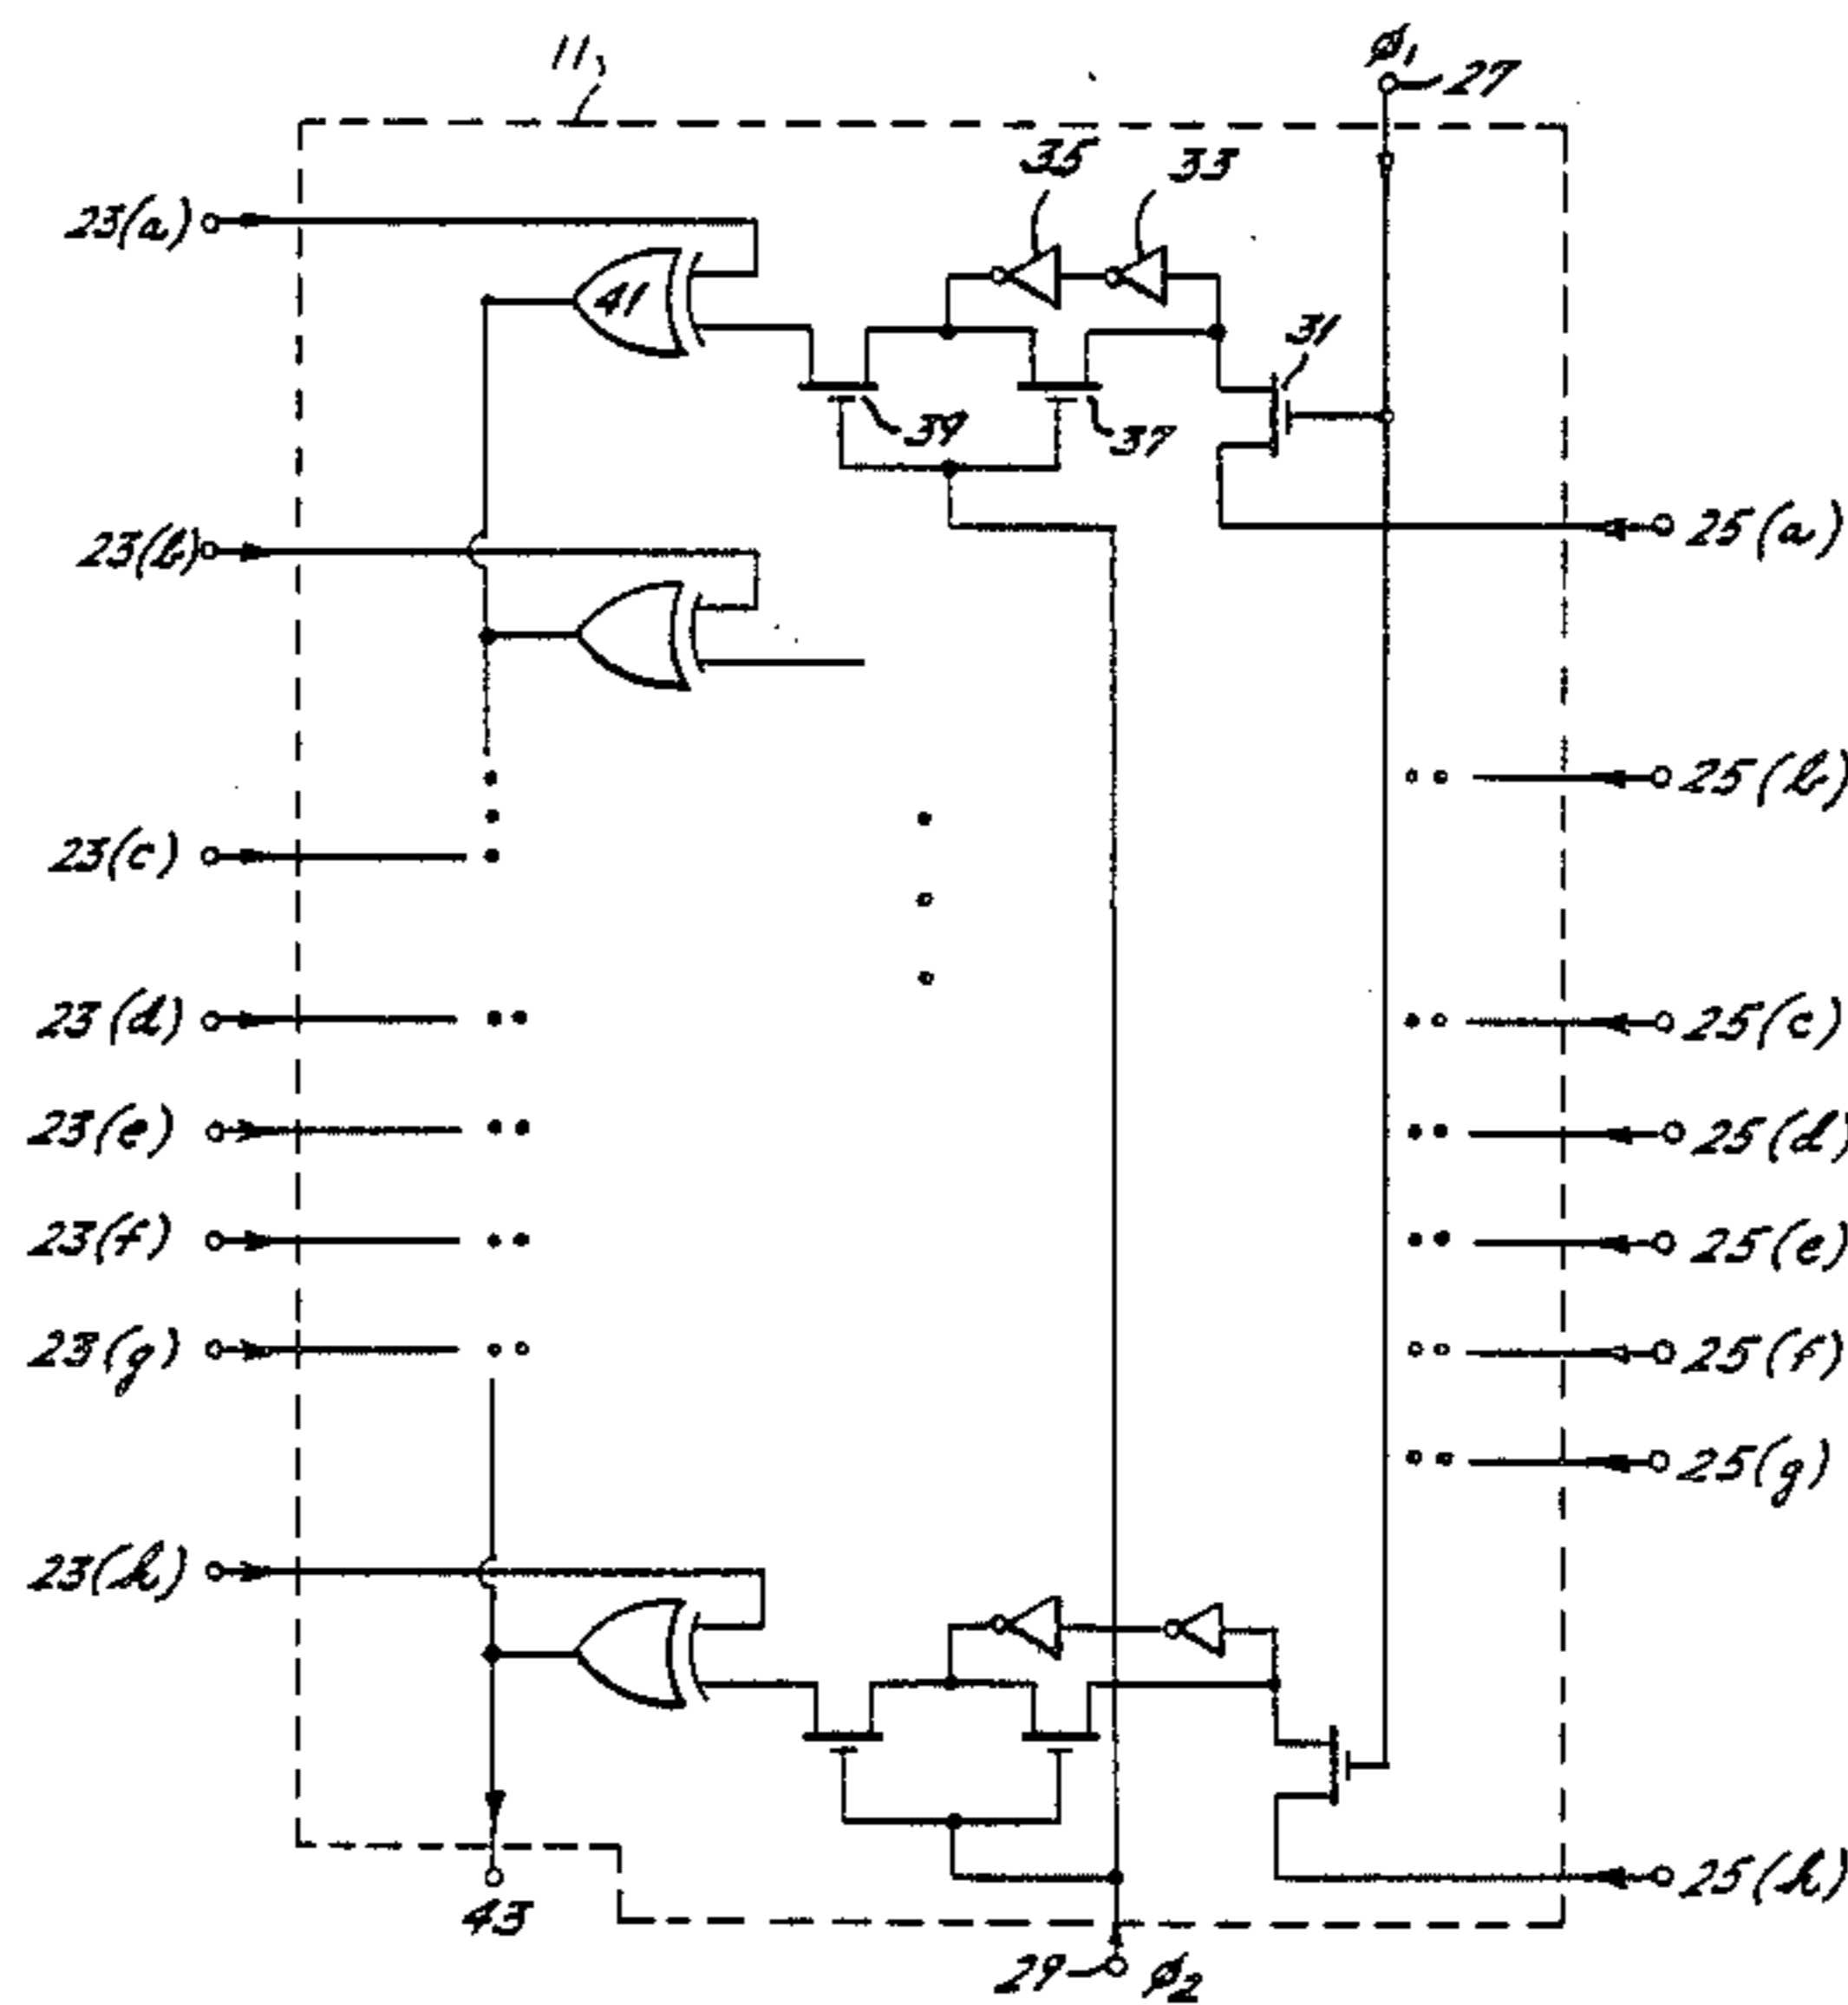 11,
ø1
27
35
33
23(a)
41
31
39
37
25(a)
23(b)
25(b)
23(c)
23(d)
25(c)
23(e)
25(d)
23(f)
25(e)
23(g)
25(f)
25(g)
23(h)
25(h)
43
29
ø2